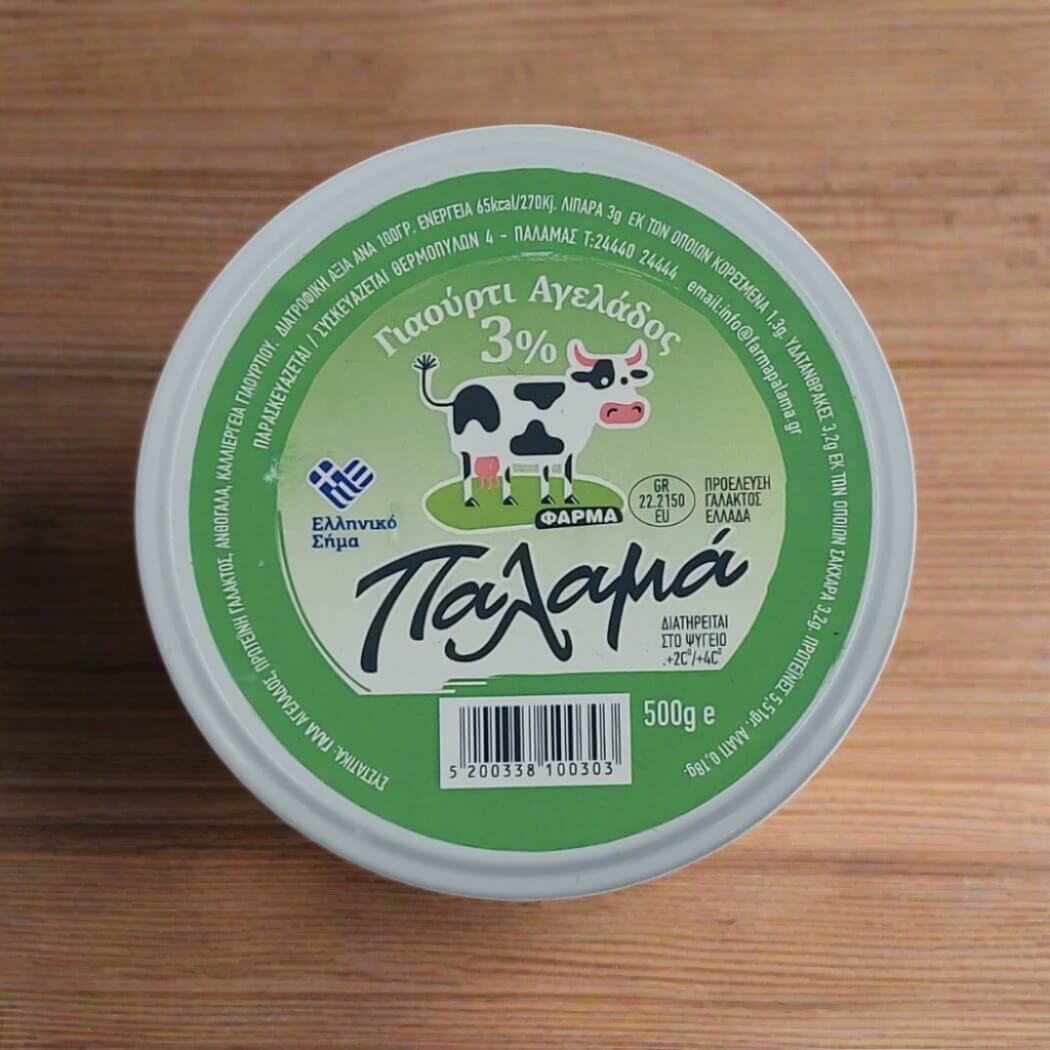 ΣΥΣΤΑΤΙΚΑ: ΓΑΛΑ ΑΓΕΛΑΔΟΣ, ΠΡΩΤΕΪΝΗ ΓΑΛΑΚΤΟΣ, ΑΝΘΟΓΑΛΑ, ΚΑΛΛΙΕΡΓΕΙΑ ΓΙΑΟΥΡΤΙΟΥ. ΔΙΑΤΡΟΦΙΚΗ ΑΞΙΑ ΑΝΑ 100ΓΡ. ΕΝΕΡΓΕΙΑ 65kcal/270Kj. ΛΙΠΑΡΑ 3g ΕΚ ΤΩΝ ΟΠΟΙΩΝ ΚΟΡΕΣΜΕΝΑ 1,3g. ΥΔΑΤΑΝΘΡΑΚΕΣ 3,2g ΕΚ ΤΩΝ ΟΠΟΙΩΝ ΣΑΚΧΑΡΑ 3,2g. ΠΡΩΤΕΪΝΕΣ 5,51gr. ΑΛΑΤΙ 0,18g.
ΠΑΡΑΣΚΕΥΑΖΕΤΑΙ / ΣΥΣΚΕΥΑΖΕΤΑΙ ΘΕΡΜΟΠΥΛΩΝ 4 - ΠΑΛΑΜΑΣ Τ:24440 24444 email:info@farmapalama.gr
Γιαούρτι Αγελάδος
3%
Ελληνικό
Σήμα
GR
22.2150
EU
ΠΡΟΕΛΕΥΣΗ
ΓΑΛΑΚΤΟΣ
ΕΛΛΑΔΑ
ΦΑΡΜΑ
Παλαμά
ΔΙΑΤΗΡΕΙΤΑΙ
ΣΤΟ ΨΥΓΕΙΟ
.+2C⁰/+4C⁰
500g e
5 200338 100303